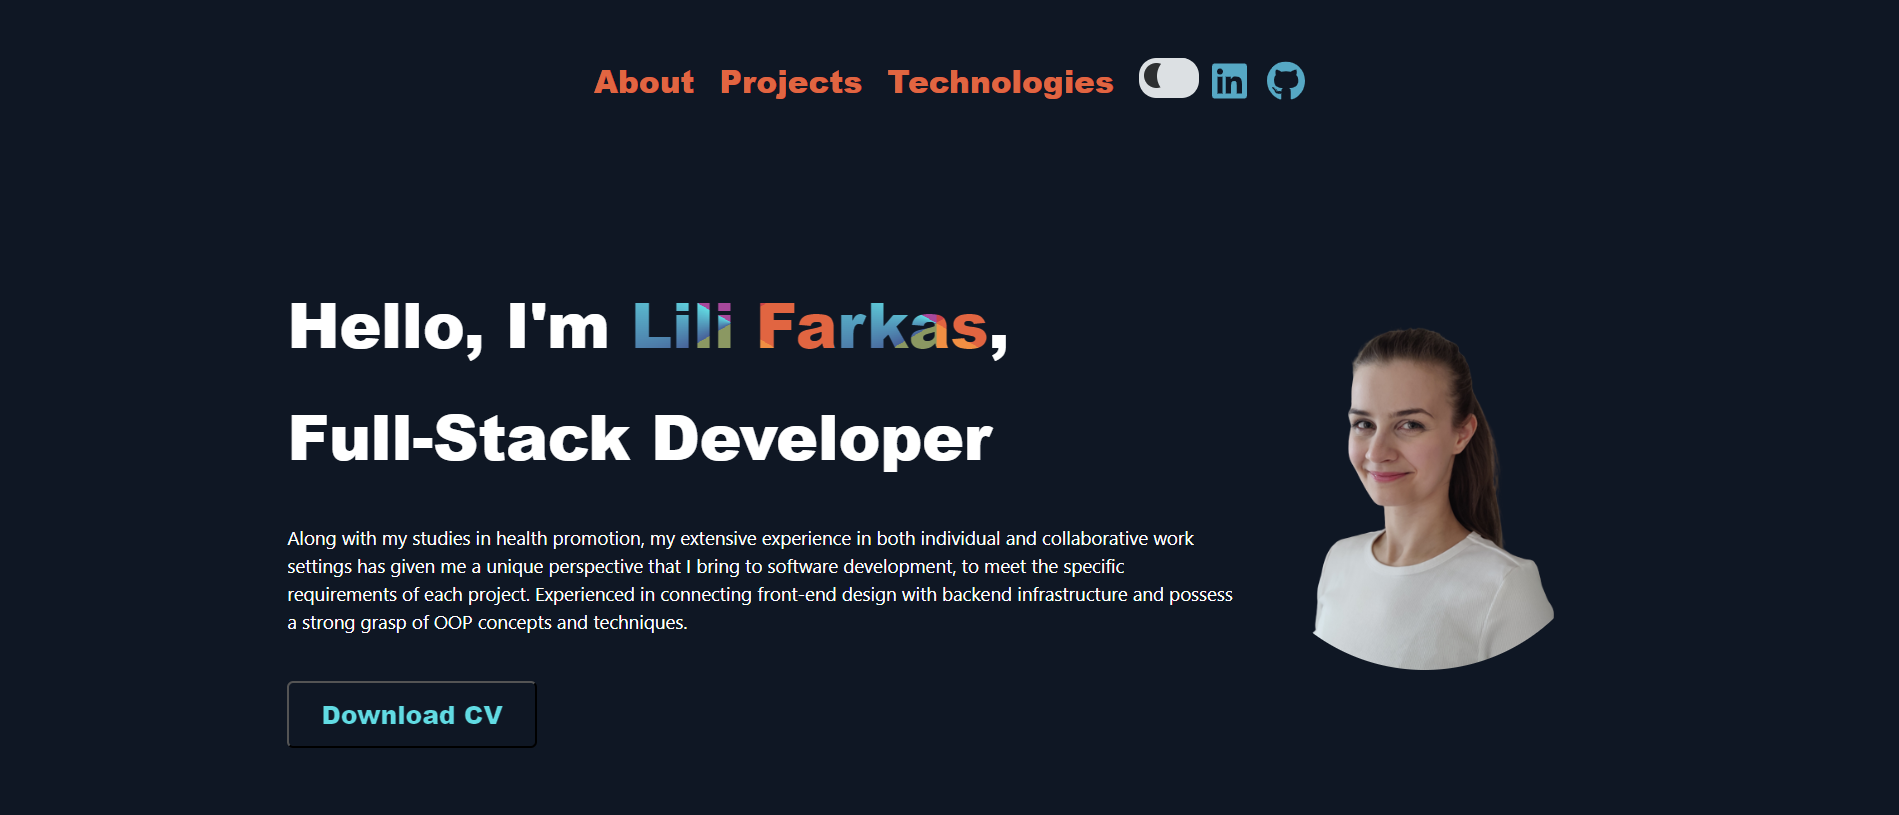 About Projects Technologies in
Hello, I'm Lili Farkas,
Full-Stack Developer
Along with my studies in health promotion, my extensive experience in both individual and collaborative work
settings has given me a unique perspective that I bring to software development, to meet the specific
requirements of each project. Experienced in connecting front-end design with backend infrastructure and possess
a strong grasp of OOP concepts and techniques.
Download CV